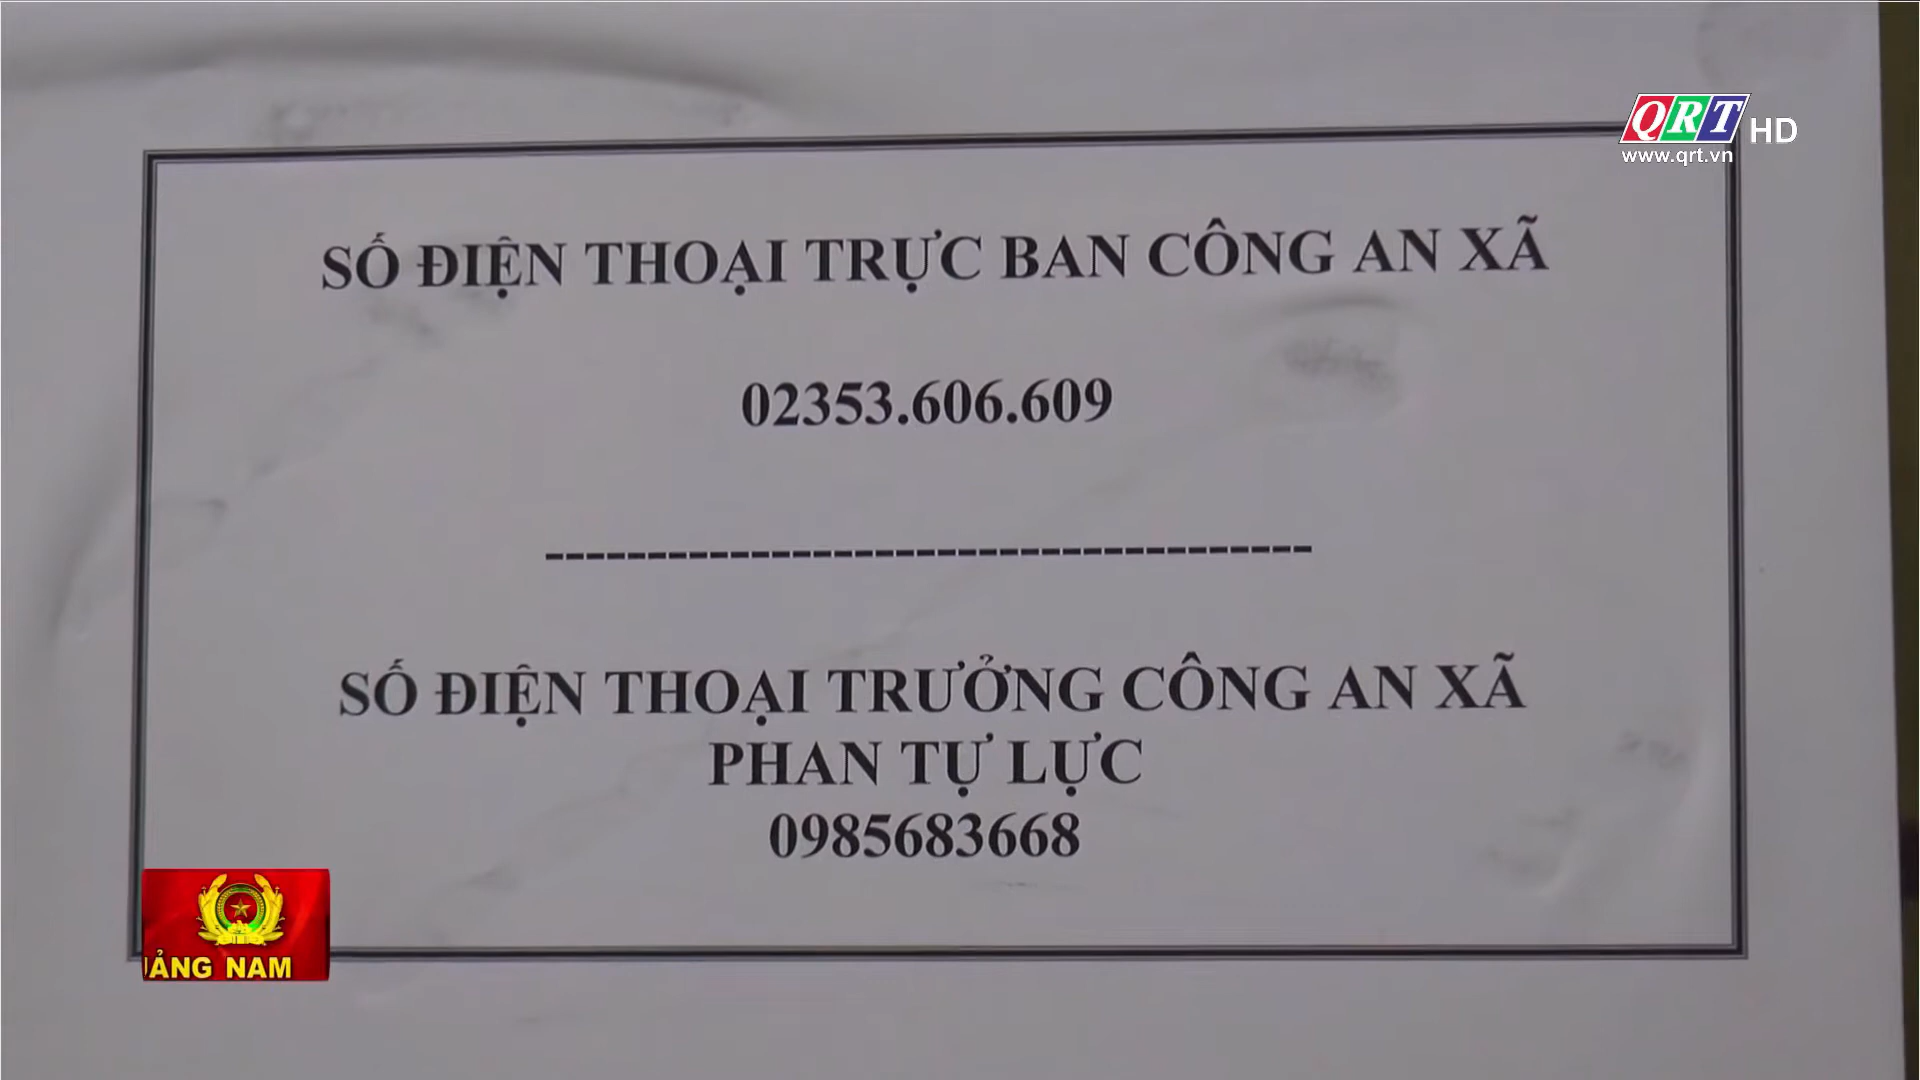 QRT HD
www.qrt.vn
SỐ ĐIỆN THOẠI TRỰC BAN CÔNG AN XÃ
02353.606.609
-------------------------------------
SỐ ĐIỆN THOẠI TRƯỞNG CÔNG AN XÃ
PHAN TỰ LỰC
0985683668
ẢNG NAM